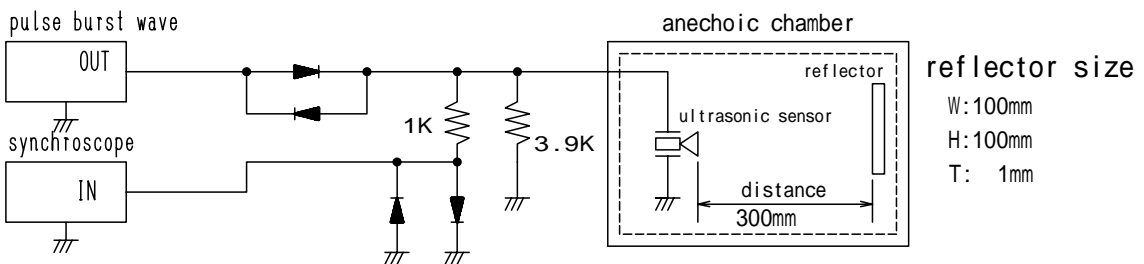 pulse burst wave
OUT
synchroscope
IN
1K
3.9K
anechoic chamber
reflector
ultrasonic sensor
distance
300mm
reflector size
W:100mm
H:100mm
T: 1mm